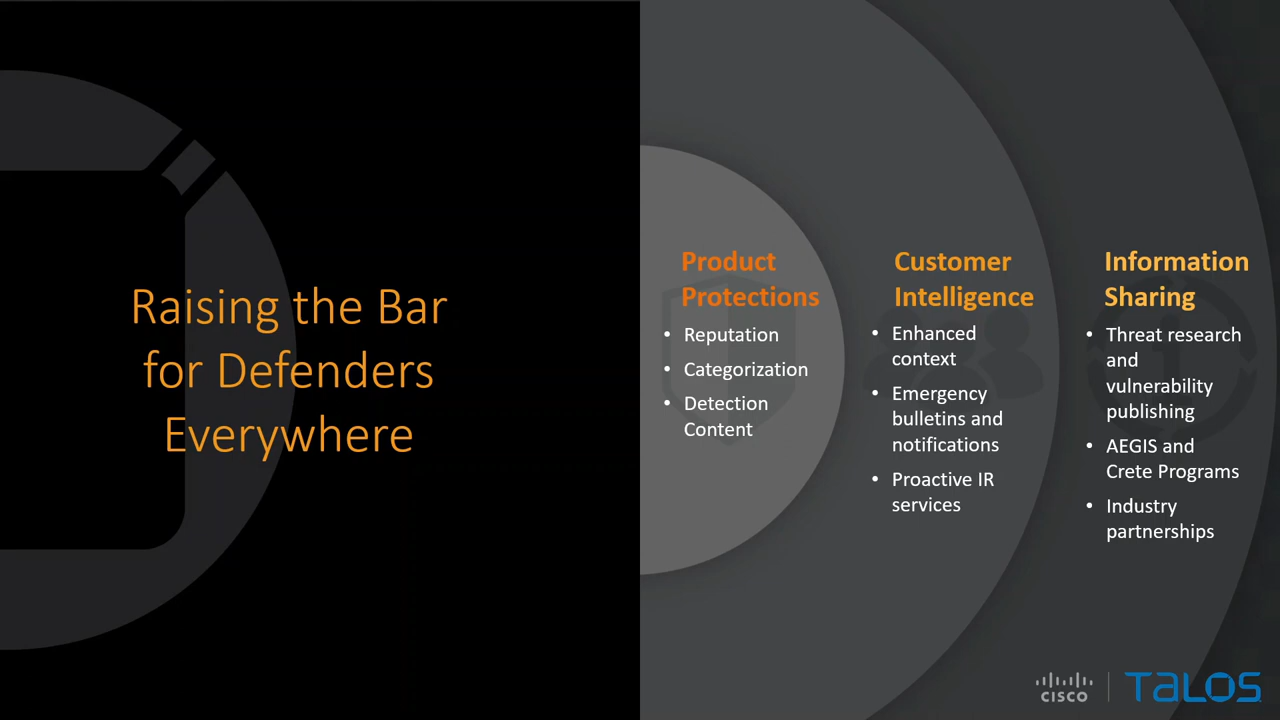 Raising the Bar
for Defenders
Everywhere
Product
Protections
• Reputation
• Categorization
• Detection
Content
Customer
Intelligence
• Enhanced
context
• Emergency
bulletins and
notifications
• Proactive IR
services
Information
Sharing
• Threat research
and
vulnerability
publishing
• AEGIS and
Crete Programs
• Industry
partnerships
CISCO
TALOS